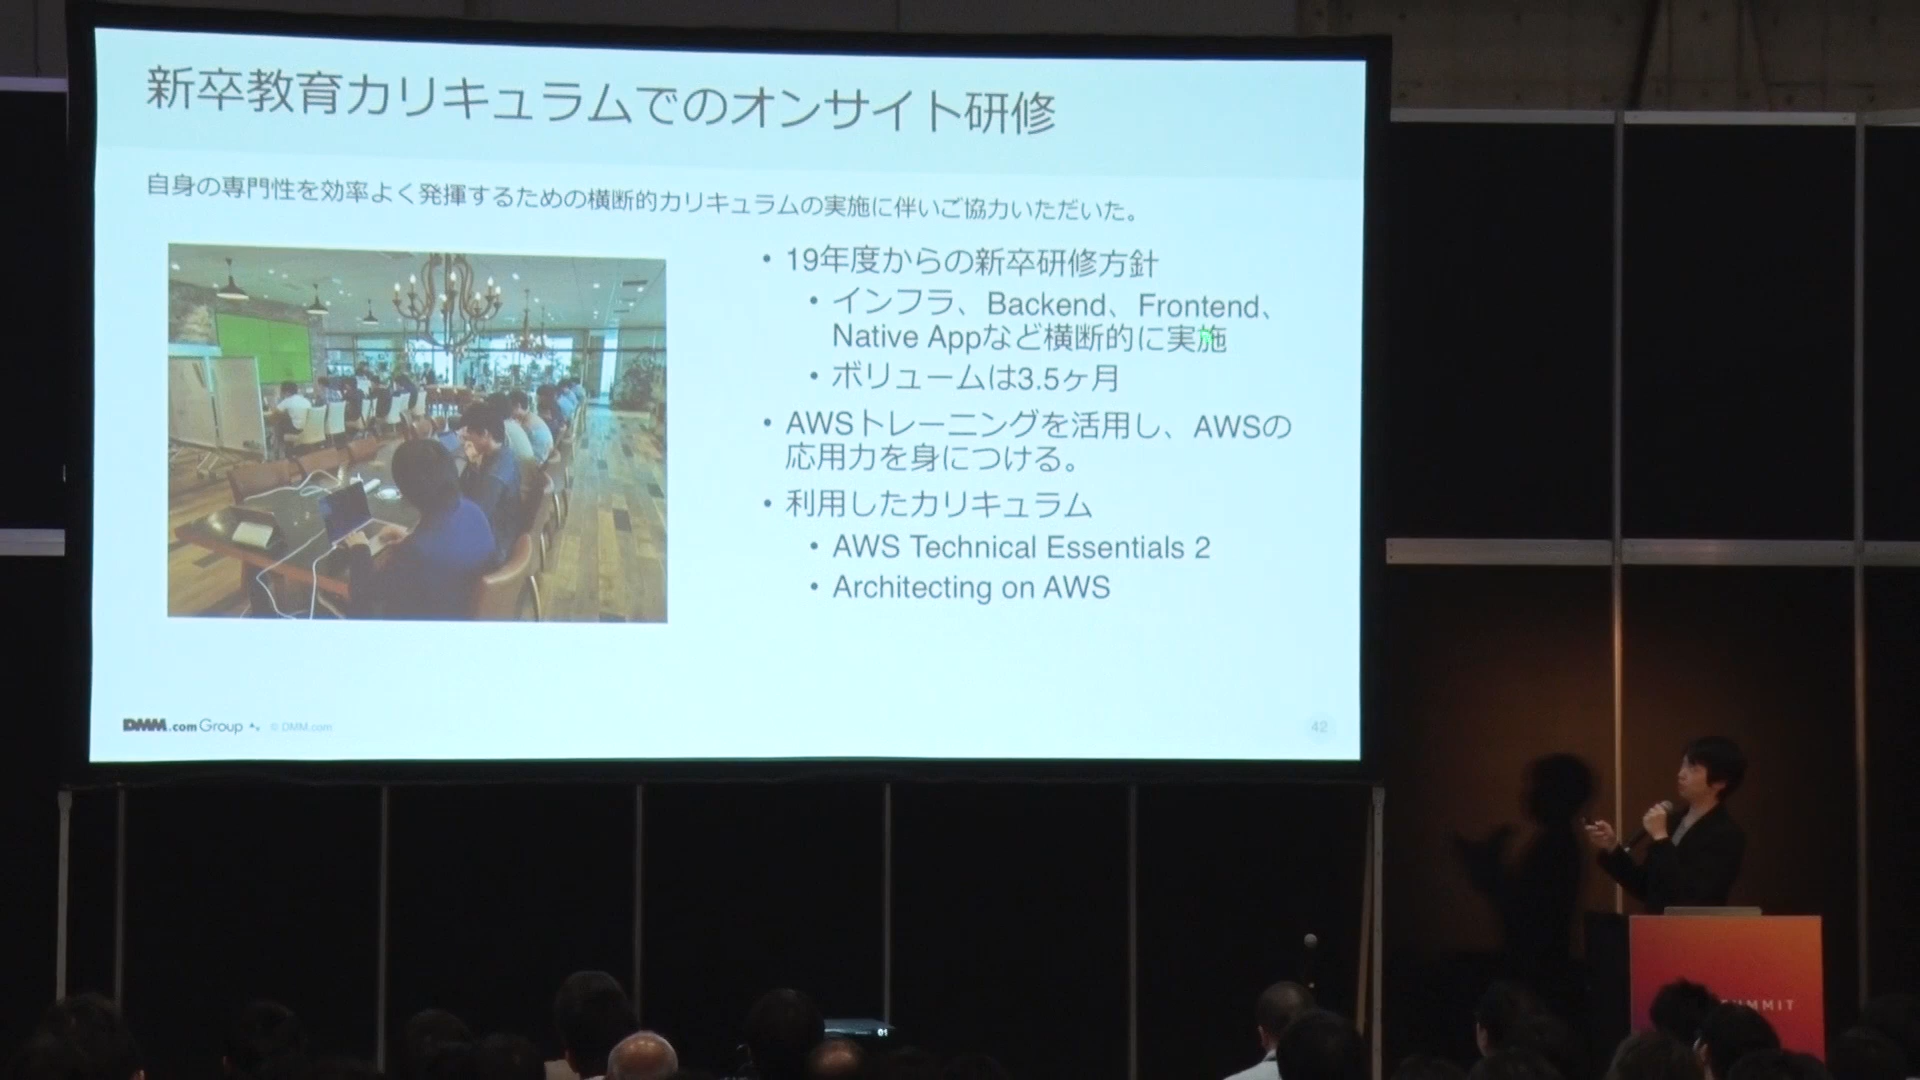 新卒教育カリキュラムでのオンサイト研修
自身の専門性を効率よく発揮するための横断的カリキュラムの実施に伴いご協力いただいた。
• 19年度からの新卒研修方針
• インフラ、Backend、Frontend、
Native Appなど横断的に実施
• ボリュームは3.5ヶ月
• AWSトレーニングを活用し、AWSの
応用力を身につける。
• 利用したカリキュラム
• AWS Technical Essentials 2
• Architecting on AWS
DMM.com Group © DMM.com
42
SUMMIT
01